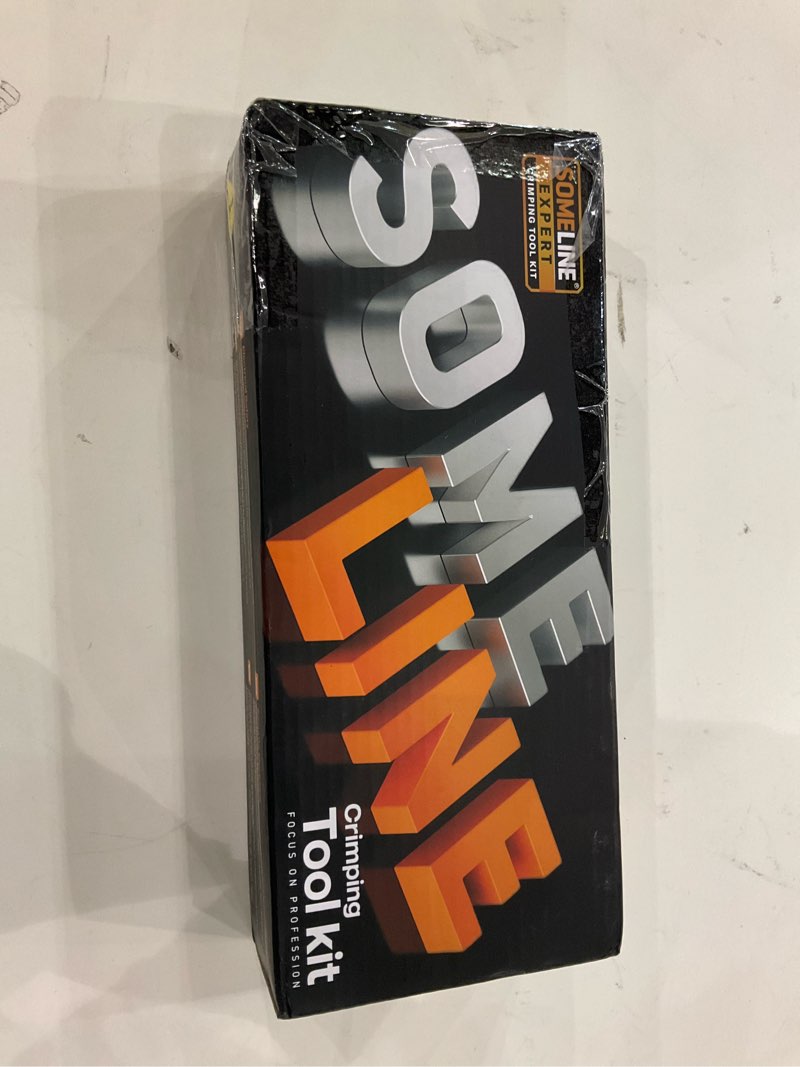 SOMELINE®
EXPERT
CRIMPING TOOL KIT
SOME
LINE
Crimping
Tool kit
FOCUS ON PROFESSION